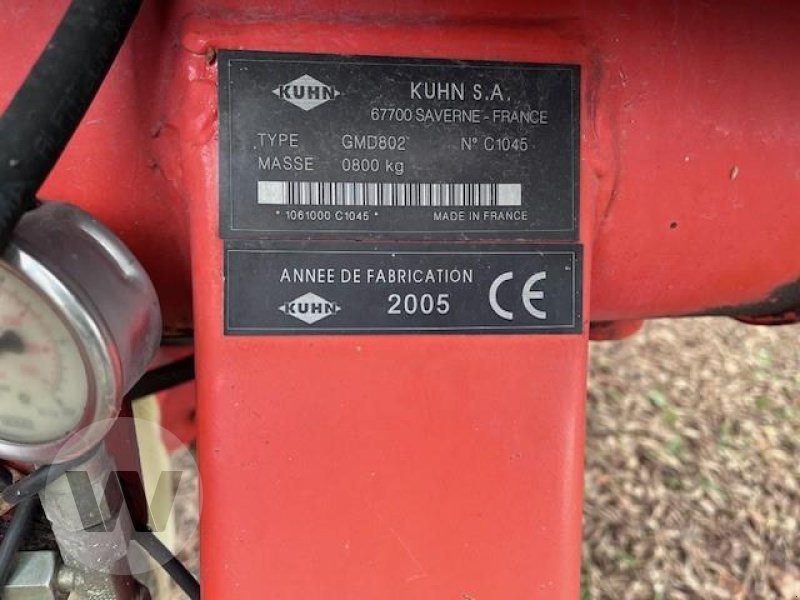 KUHN
KUHN S.A.
67700 SAVERNE - FRANCE
TYPE GMD802 N° C1045
MASSE 0800 kg
* 1061000 C1045 * MADE IN FRANCE
ANNEE DE FABRICATION
KUHN 2005 CE
W